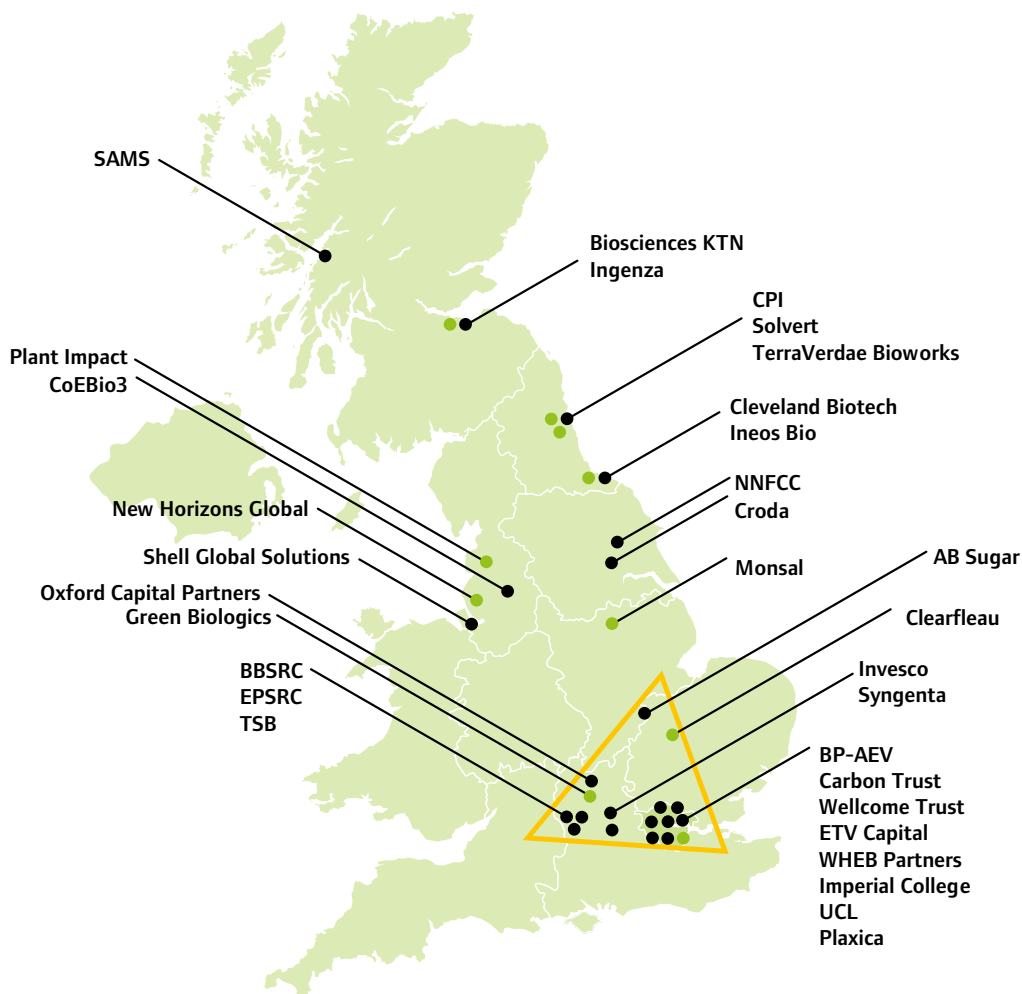 SAMS
Biosciences KTN
Ingenza
CPI
Solvert
TerraVerdae Bioworks
Plant Impact
CoEBio3
Cleveland Biotech
Ineos Bio
NNFCC
Croda
New Horizons Global
Shell Global Solutions
AB Sugar
Monsal
Oxford Capital Partners
Green Biologics
Clearfleau
BBSRC
EPSRC
TSB
Invesco
Syngenta
BP-AEV
Carbon Trust
Wellcome Trust
ETV Capital
WHEB Partners
Imperial College
UCL
Plaxica